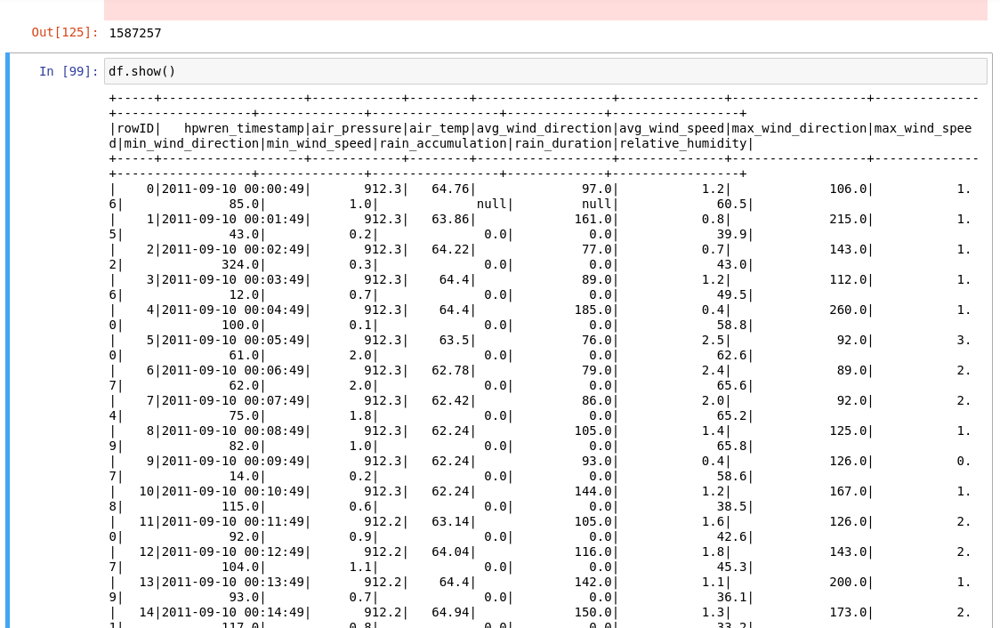 Out[125]: 1587257
In [99]: df.show()
+-----+-------------------+------------+--------+------------------+--------------+------------------+--------------
+------------------+--------------+-----------------+-------------+-----------------+
|rowID|   hpwren_timestamp|air_pressure|air_temp|avg_wind_direction|avg_wind_speed|max_wind_direction|max_wind_spee
d|min_wind_direction|min_wind_speed|rain_accumulation|rain_duration|relative_humidity|
+-----+-------------------+------------+--------+------------------+--------------+------------------+--------------
+------------------+--------------+-----------------+-------------+-----------------+
|    0|2011-09-10 00:00:49|       912.3|   64.76|              97.0|           1.2|             106.0|           1.
6|              85.0|           1.0|             null|         null|             60.5|
|    1|2011-09-10 00:01:49|       912.3|   63.86|             161.0|           0.8|             215.0|           1.
5|              43.0|           0.2|              0.0|          0.0|             39.9|
|    2|2011-09-10 00:02:49|       912.3|   64.22|              77.0|           0.7|             143.0|           1.
2|             324.0|           0.3|              0.0|          0.0|             43.0|
|    3|2011-09-10 00:03:49|       912.3|    64.4|              89.0|           1.2|             112.0|           1.
6|              12.0|           0.7|              0.0|          0.0|             49.5|
|    4|2011-09-10 00:04:49|       912.3|    64.4|             185.0|           0.4|             260.0|           1.
0|             100.0|           0.1|              0.0|          0.0|             58.8|
|    5|2011-09-10 00:05:49|       912.3|    63.5|              76.0|           2.5|              92.0|           3.
0|              61.0|           2.0|              0.0|          0.0|             62.6|
|    6|2011-09-10 00:06:49|       912.3|   62.78|              79.0|           2.4|              89.0|           2.
7|              62.0|           2.0|              0.0|          0.0|             65.6|
|    7|2011-09-10 00:07:49|       912.3|   62.42|              86.0|           2.0|              92.0|           2.
4|              75.0|           1.8|              0.0|          0.0|             65.2|
|    8|2011-09-10 00:08:49|       912.3|   62.24|             105.0|           1.4|             125.0|           1.
9|              82.0|           1.0|              0.0|          0.0|             65.8|
|    9|2011-09-10 00:09:49|       912.3|   62.24|              93.0|           0.4|             126.0|           0.
7|              14.0|           0.2|              0.0|          0.0|             58.6|
|   10|2011-09-10 00:10:49|       912.3|   62.24|             144.0|           1.2|             167.0|           1.
8|             115.0|           0.6|              0.0|          0.0|             38.5|
|   11|2011-09-10 00:11:49|       912.2|   63.14|             105.0|           1.6|             126.0|           2.
0|              92.0|           0.9|              0.0|          0.0|             42.6|
|   12|2011-09-10 00:12:49|       912.2|   64.04|             116.0|           1.8|             143.0|           2.
7|             104.0|           1.1|              0.0|          0.0|             45.3|
|   13|2011-09-10 00:13:49|       912.2|    64.4|             142.0|           1.1|             200.0|           1.
9|              93.0|           0.7|              0.0|          0.0|             36.1|
|   14|2011-09-10 00:14:49|       912.2|   64.94|             150.0|           1.3|             173.0|           2.
1|             117.0|           0.8|              0.0|          0.0|             33.2|